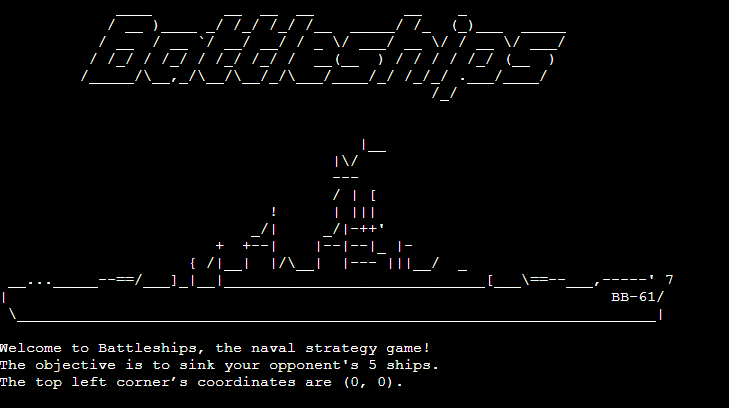 Battleships
BB-61
Welcome to Battleships, the naval strategy game!
The objective is to sink your opponent's 5 ships.
The top left corner’s coordinates are (0, 0).